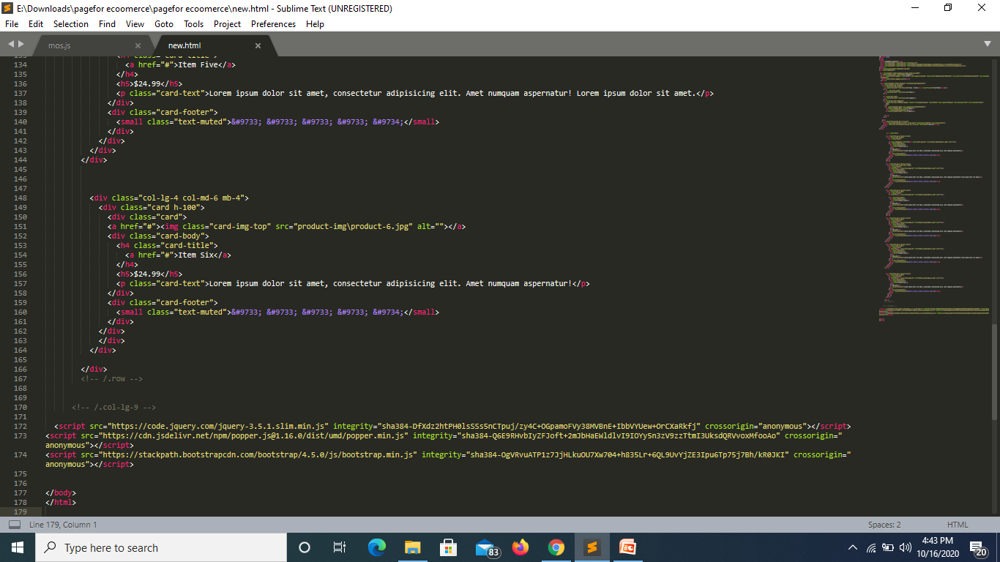 E:\Downloads\pagefor ecoomerce\pagefor ecoomerce\new.html - Sublime Text (UNREGISTERED)
File Edit Selection Find View Goto Tools Project Preferences Help
mos.js new.html
134 <a href="#">Item Five</a>
135 </h4>
136 <h5>$24.99</h5>
137 <p class="card-text">Lorem ipsum dolor sit amet, consectetur adipisicing elit. Amet numquam aspernatur! Lorem ipsum dolor sit amet.</p>
138 </div>
139 <div class="card-footer">
140 <small class="text-muted">&#9733; &#9733; &#9733; &#9733; &#9734;</small>
141 </div>
142 </div>
143 </div>
144 </div>
145
146
147
148 <div class="col-lg-4 col-md-6 mb-4">
149 <div class="card h-100">
150 <div class="card">
151 <a href="#"><img class="card-img-top" src="product-img\product-6.jpg" alt=""></a>
152 <div class="card-body">
153 <h4 class="card-title">
154 <a href="#">Item Six</a>
155 </h4>
156 <h5>$24.99</h5>
157 <p class="card-text">Lorem ipsum dolor sit amet, consectetur adipisicing elit. Amet numquam aspernatur!</p>
158 </div>
159 <div class="card-footer">
160 <small class="text-muted">&#9733; &#9733; &#9733; &#9733; &#9734;</small>
161 </div>
162 </div>
163 </div>
164 </div>
165
166 </div>
167 <!-- /.row -->
168
169
170 <!-- /.col-lg-9 -->
171
172 <script src="https://code.jquery.com/jquery-3.5.1.slim.min.js" integrity="sha384-DfXdz2htPH0lsSSs5nCTpuj/zy4C+OGpamoFVy38MVBnE+IbbVYUew+OrCXaRkfj" crossorigin="anonymous"></script>
173 <script src="https://cdn.jsdelivr.net/npm/popper.js@1.16.0/dist/umd/popper.min.js" integrity="sha384-Q6E9RHvbIyZFJoft+2mJbHaEWldlvI9IOYy5n3zV9zzTtmI3UksdQRVvoxMfooAo" crossorigin="
anonymous"></script>
174 <script src="https://stackpath.bootstrapcdn.com/bootstrap/4.5.0/js/bootstrap.min.js" integrity="sha384-OgVRvuATP1z7JjHLkuOU7Xw704+h835Lr+6QL9UvYjZE3Ipu6Tp75j7Bh/kR0JKI" crossorigin="
anonymous"></script>
175
176
177 </body>
178 </html>
179
Line 179, Column 1 Spaces: 2 HTML
Type here to search 83 4:43 PM
10/16/2020 20